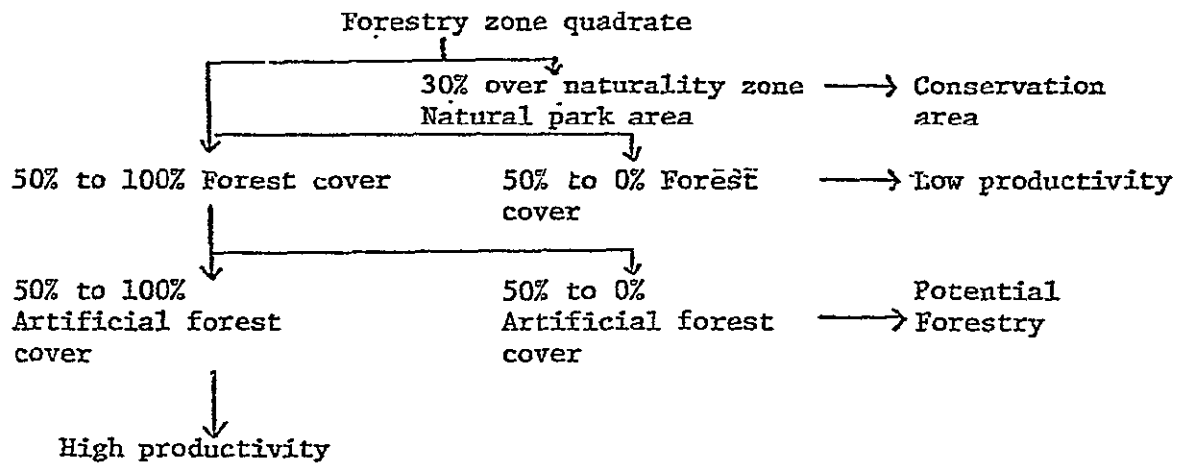 Forestry zone quadrate
30% over naturality zone
Natural park area
Conservation
area
50% to 100% Forest cover
50% to 0% Forest
cover
Low productivity
50% to 100%
Artificial forest
cover
50% to 0%
Artificial forest
cover
Potential
Forestry
High productivity